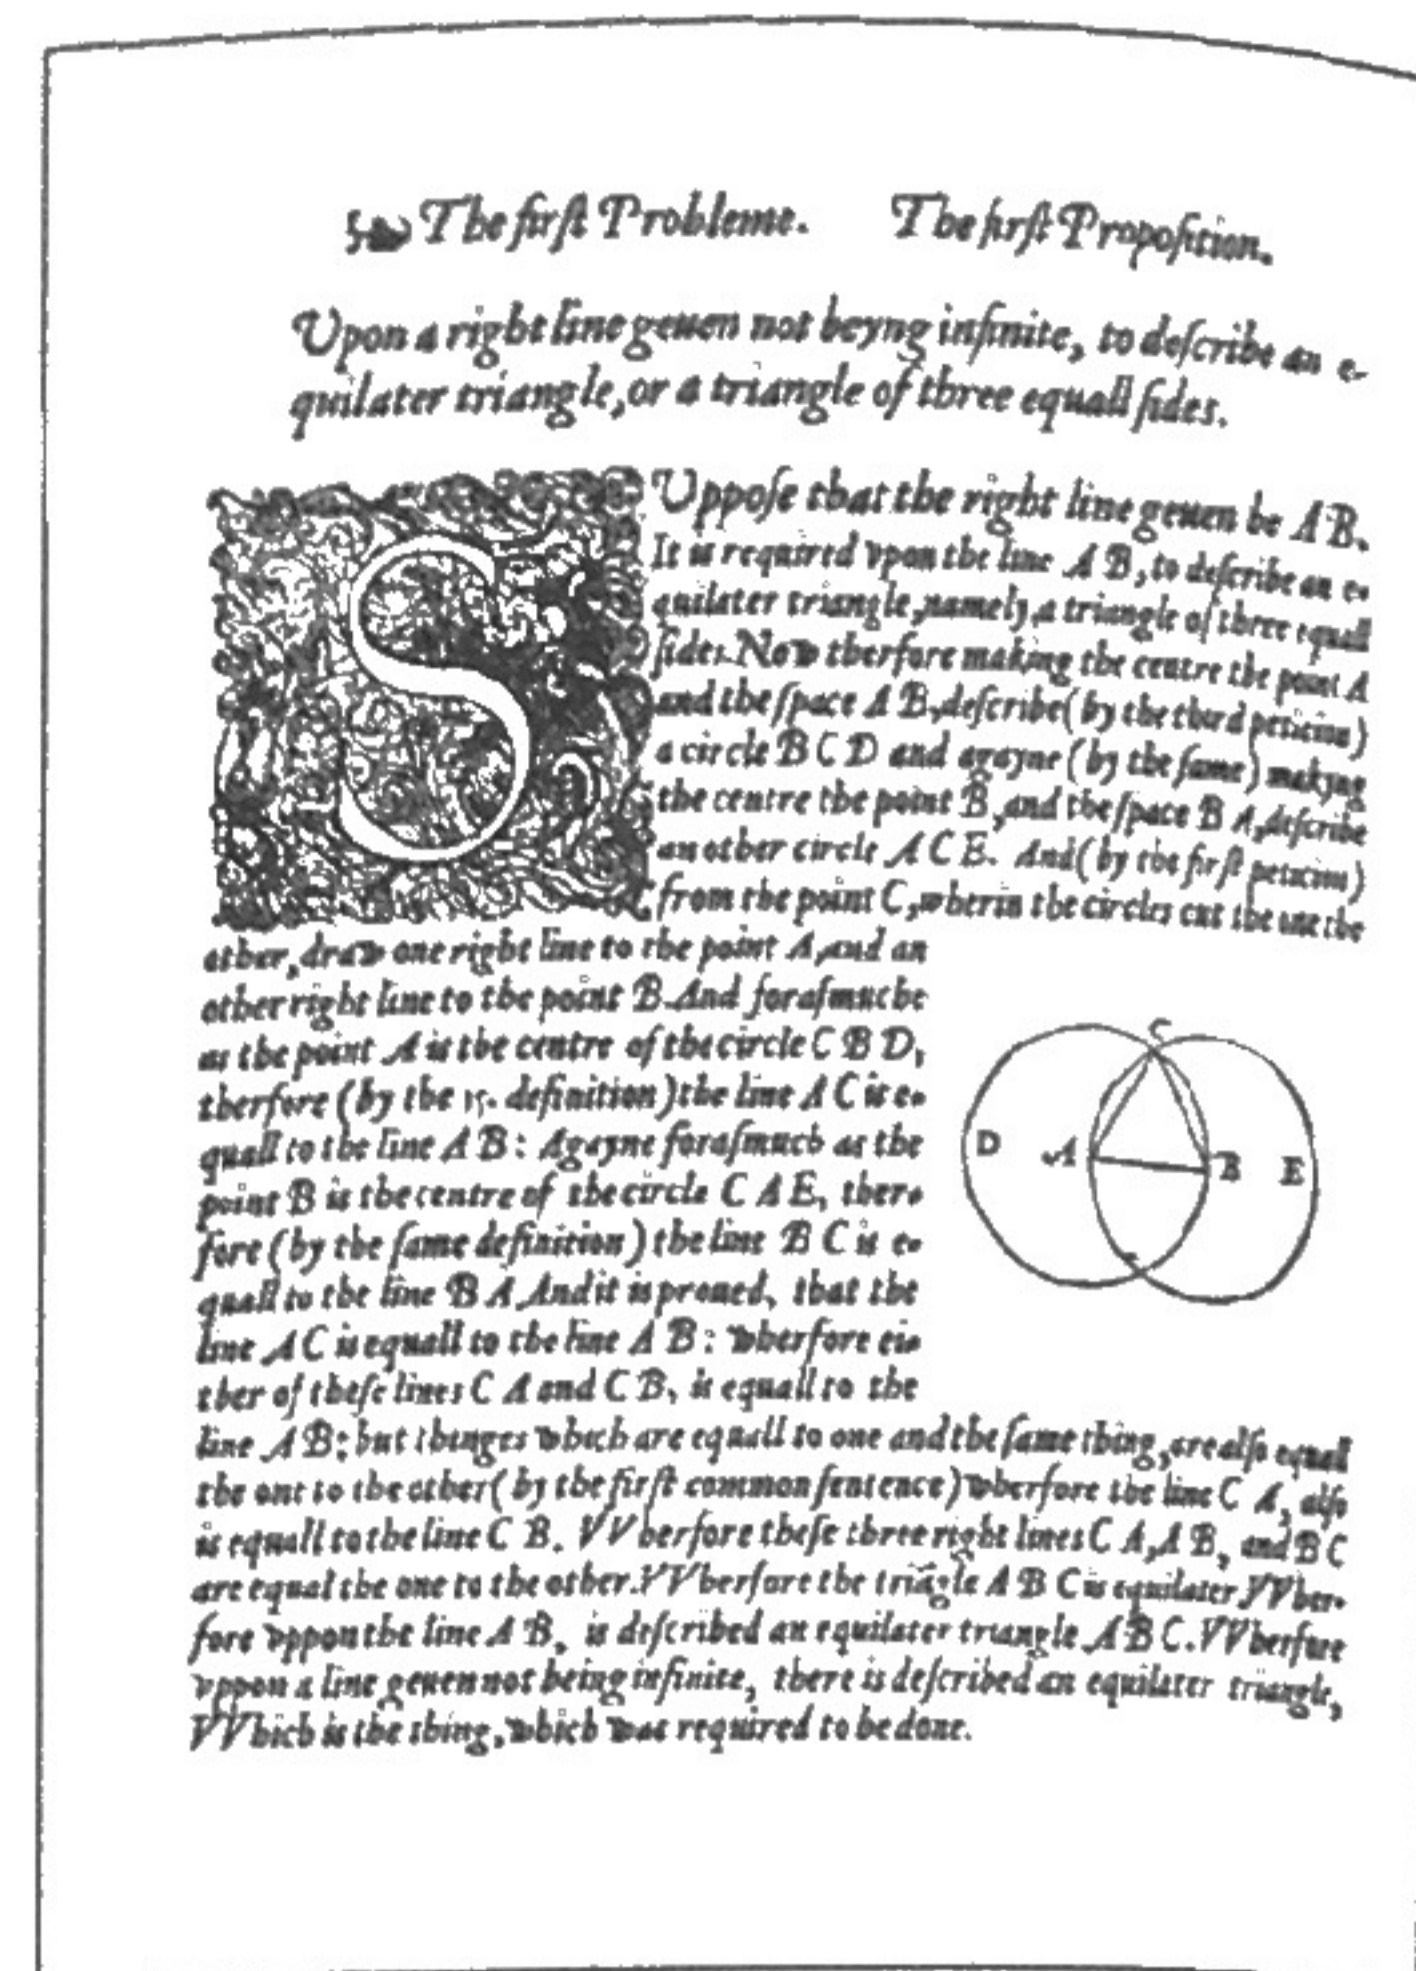 The first Probleme. The first Proposition.
Upon a right line geuen not beyng infinite, to describe an e-
quilater triangle, or a triangle of three equall sides.
SUppose that the right line geuen be A B.
It is required vpon the line A B, to describe an e-
quilater triangle, namely, a triangle of three equall
sides. Now therfore making the centre the point A
and the space A B, describe (by the third peticion)
a circle B C D and agayne (by the same) makyng
the centre the point B, and the space B A, describe
an other circle A C E. And (by the first peticion)
from the point C, wherin the circles cut the one the
other, draw one right line to the point A, and an
other right line to the point B. And forasmuche
as the point A is the centre of the circle C B D,
therfore (by the 15. definition) the line A C is e-
quall to the line A B: Agayne forasmuch as the
point B is the centre of the circle C A E, ther-
fore (by the same definition) the line B C is e-
quall to the line B A. And it is proued, that the
line A C is equall to the line A B: wherfore ei-
ther of these lines C A and C B, is equall to the
line A B: but thinges which are equall to one and the same thing, are also equall
the one to the other (by the first common sentence) wherfore the line C A, also
is equall to the line C B. VVherfore these three right lines C A, A B, and B C
are equal the one to the other. VVherfore the triãgle A B C is equilater. VVher-
fore vppon the line A B, is described an equilater triangle A B C. VVherfore
vppon a line geuen not being infinite, there is described an equilater triangle,
VVhich is the thing, which was required to be done.
C
D A B E